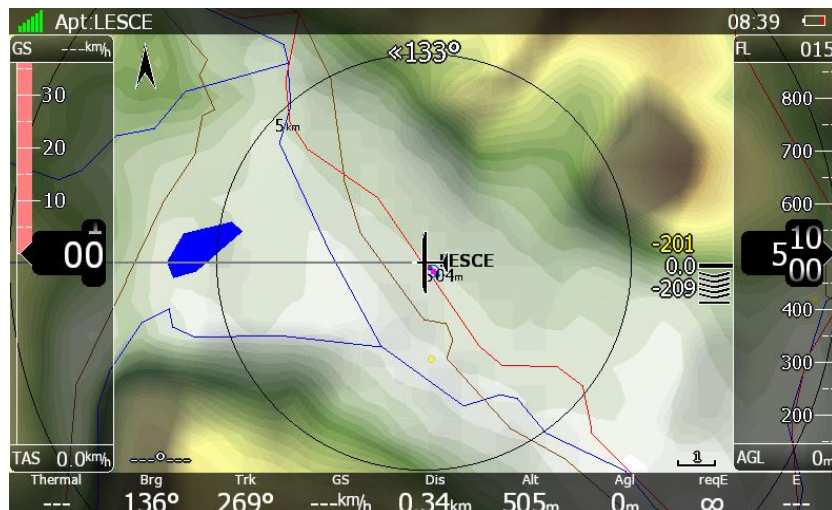 Apt:LESCE 08:39
GS ---km/h «133° FL 015
30
20
10
00
5 km
LESCE
504m
-201
0.0
-209
800
700
600
5 10
00
400
300
200
TAS 0.0km/h ---°--- 1 AGL 0m
Thermal Brg Trk GS Dis Alt Agl reqE E
--- 136° 269° ---km/h 0.34km 505m 0m ∞ ---